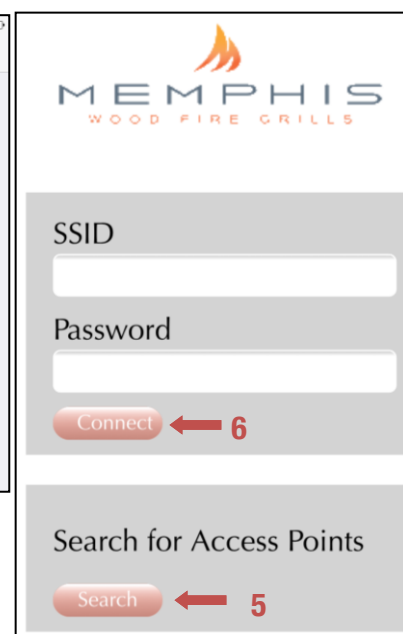 MEMPHIS
WOOD FIRE GRILLS
SSID
Password
Connect 6
Search for Access Points
Search 5